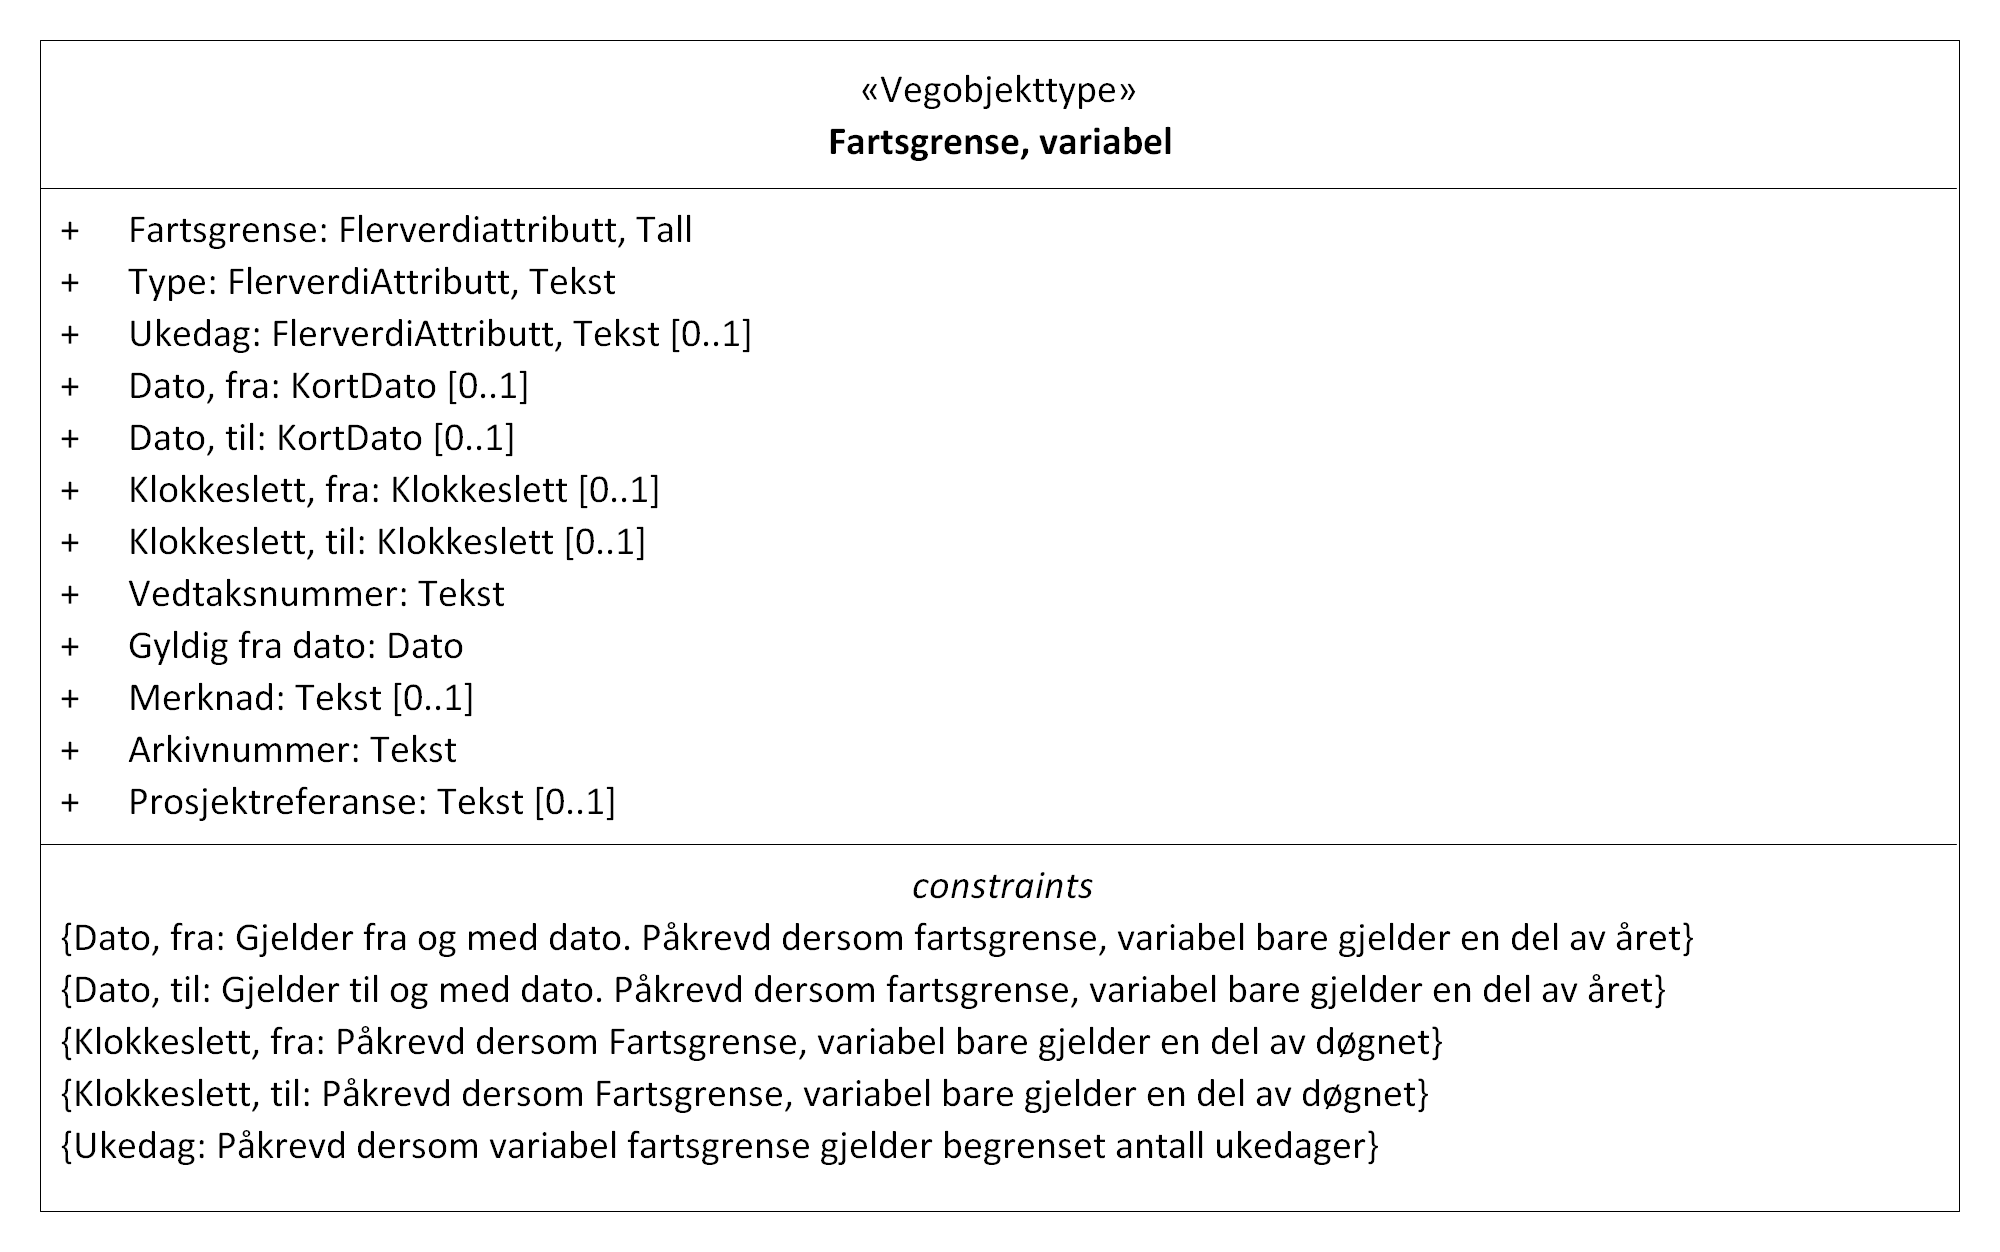 «Vegobjekttype»
Fartsgrense, variabel
+ Fartsgrense: Flerverdiattributt, Tall
+ Type: FlerverdiAttributt, Tekst
+ Ukedag: FlerverdiAttributt, Tekst [0..1]
+ Dato, fra: KortDato [0..1]
+ Dato, til: KortDato [0..1]
+ Klokkeslett, fra: Klokkeslett [0..1]
+ Klokkeslett, til: Klokkeslett [0..1]
+ Vedtaksnummer: Tekst
+ Gyldig fra dato: Dato
+ Merknad: Tekst [0..1]
+ Arkivnummer: Tekst
+ Prosjektreferanse: Tekst [0..1]
constraints
{Dato, fra: Gjelder fra og med dato. Påkrevd dersom fartsgrense, variabel bare gjelder en del av året}
{Dato, til: Gjelder til og med dato. Påkrevd dersom fartsgrense, variabel bare gjelder en del av året}
{Klokkeslett, fra: Påkrevd dersom Fartsgrense, variabel bare gjelder en del av døgnet}
{Klokkeslett, til: Påkrevd dersom Fartsgrense, variabel bare gjelder en del av døgnet}
{Ukedag: Påkrevd dersom variabel fartsgrense gjelder begrenset antall ukedager}